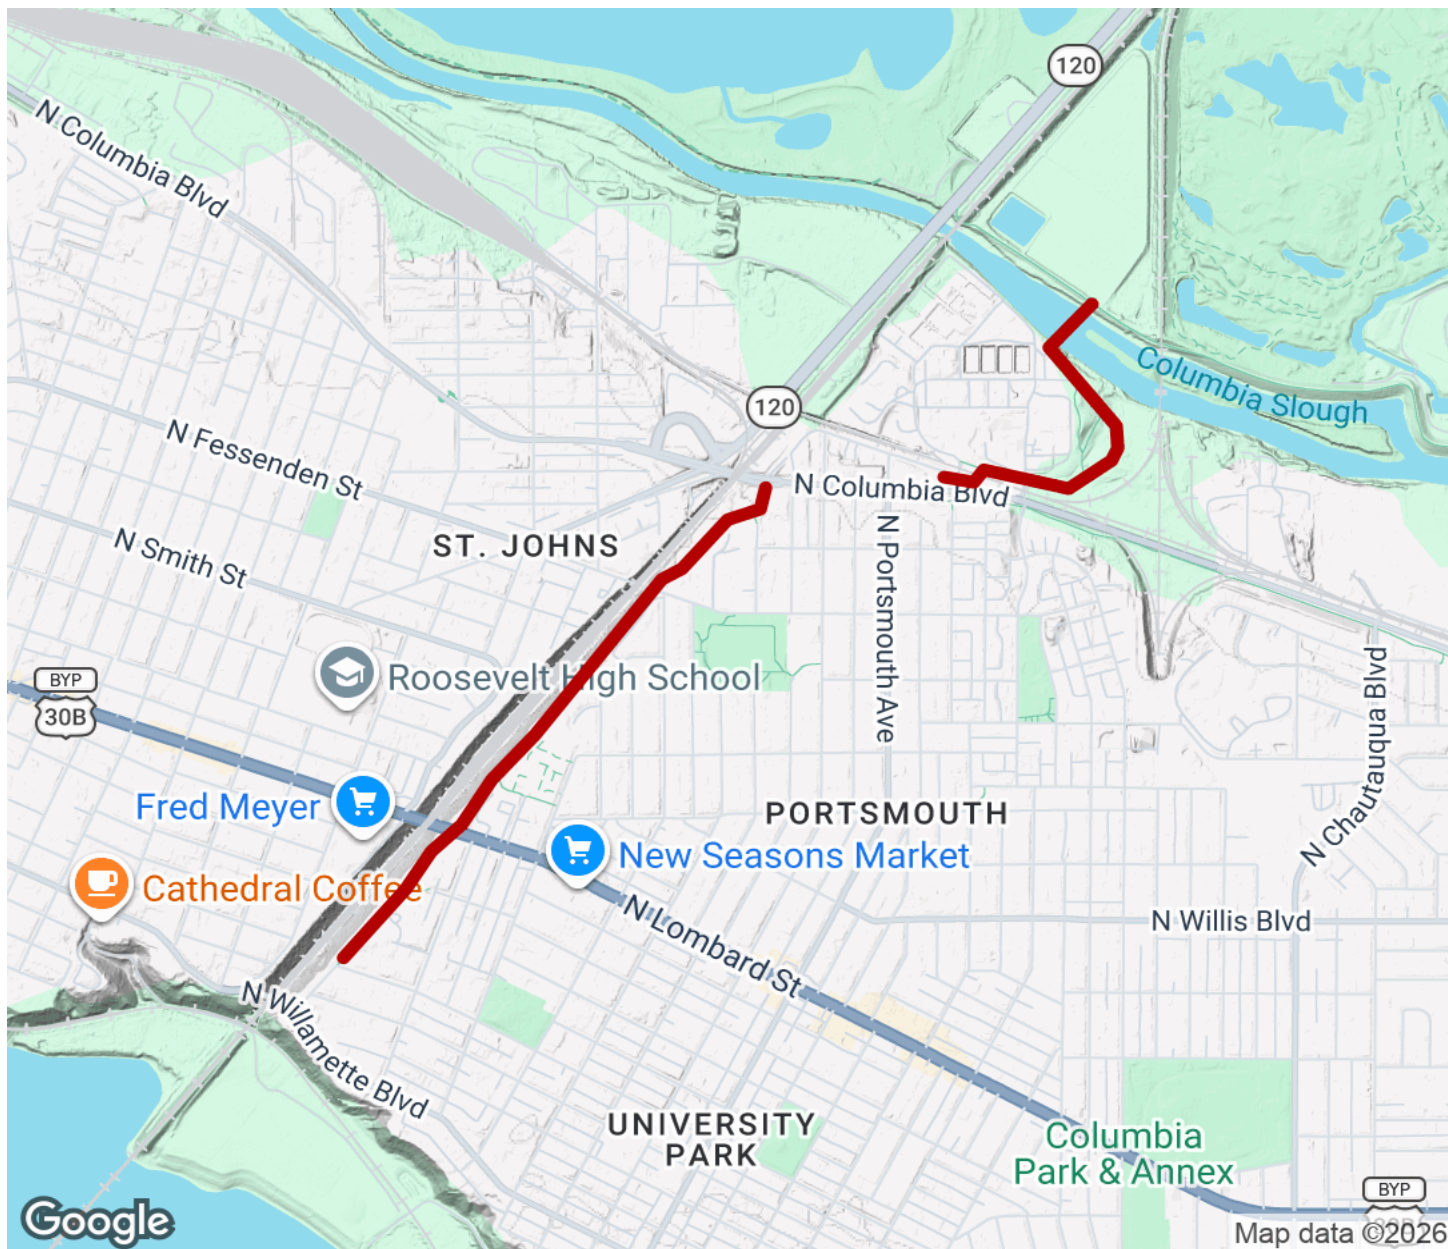 120
N Columbia Blvd
Columbia Slough
120
N Fessenden St
N Columbia Blvd
N Smith St
ST. JOHNS
N Portsmouth Ave
Roosevelt High School
BYP
30B
N Chautauqua Blvd
Fred Meyer
PORTSMOUTH
New Seasons Market
Cathedral Coffee
N Lombard St
N Willis Blvd
N Willamette Blvd
UNIVERSITY
PARK
Columbia
Park & Annex
BYP
Google
Map data ©2026